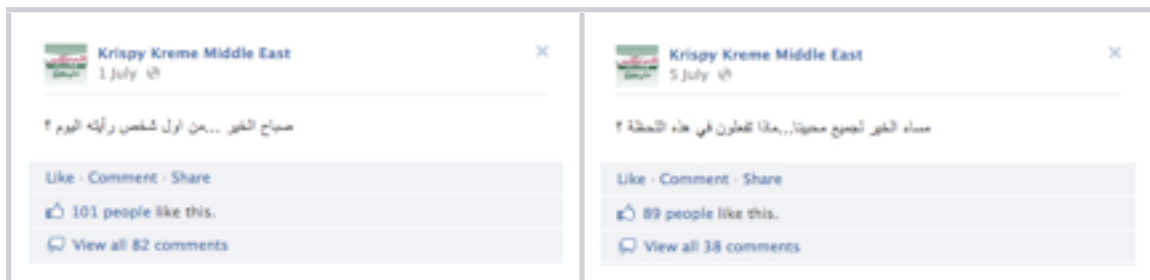 Krispy Kreme Middle East
1 July
صباح الخير ...من اول شخص رأيته اليوم ؟
Like · Comment · Share
101 people like this.
View all 82 comments
Krispy Kreme Middle East
5 July
مساء الخير لجميع محبينا...ماذا تفعلون في هذه اللحظة ؟
Like · Comment · Share
89 people like this.
View all 38 comments